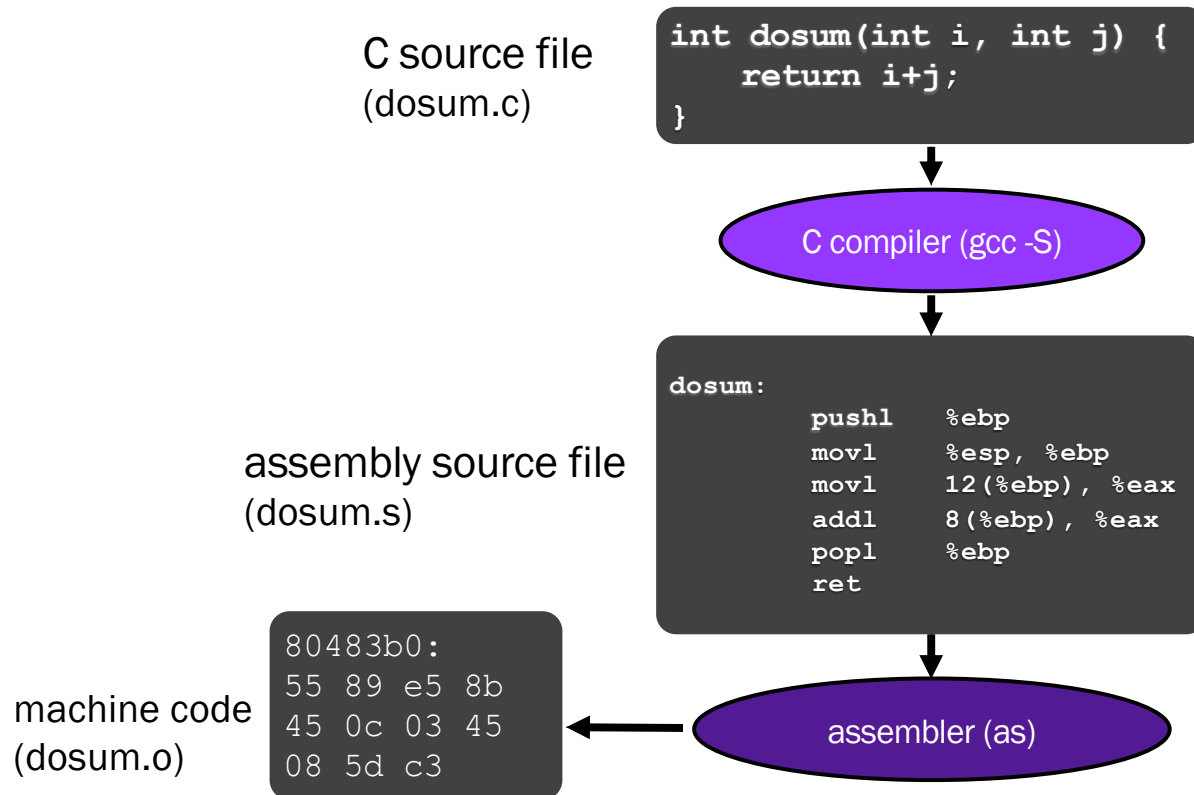 C source file
(dosum.c)
int dosum(int i, int j) {
    return i+j;
}
C compiler (gcc -S)
assembly source file
(dosum.s)
dosum:
        pushl   %ebp
        movl    %esp, %ebp
        movl    12(%ebp), %eax
        addl    8(%ebp), %eax
        popl    %ebp
        ret
assembler (as)
machine code
(dosum.o)
80483b0:
55 89 e5 8b
45 0c 03 45
08 5d c3